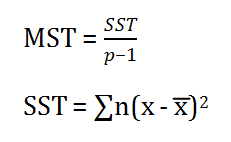 MST = SST/p−1
SST = ∑n(x - x̅)²